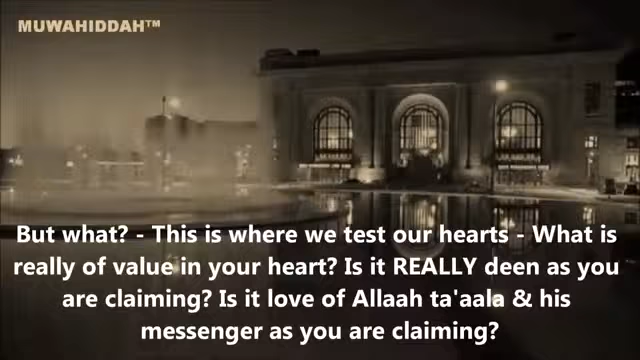 MUWAHIDDAH™
But what? - This is where we test our hearts - What is
really of value in your heart? Is it REALLY deen as you
are claiming? Is it love of Allaah ta'aala & his
messenger as you are claiming?